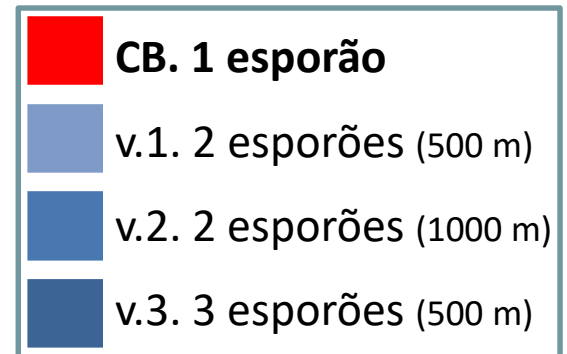 CB. 1 esporão
v.1. 2 esporões (500 m)
v.2. 2 esporões (1000 m)
v.3. 3 esporões (500 m)